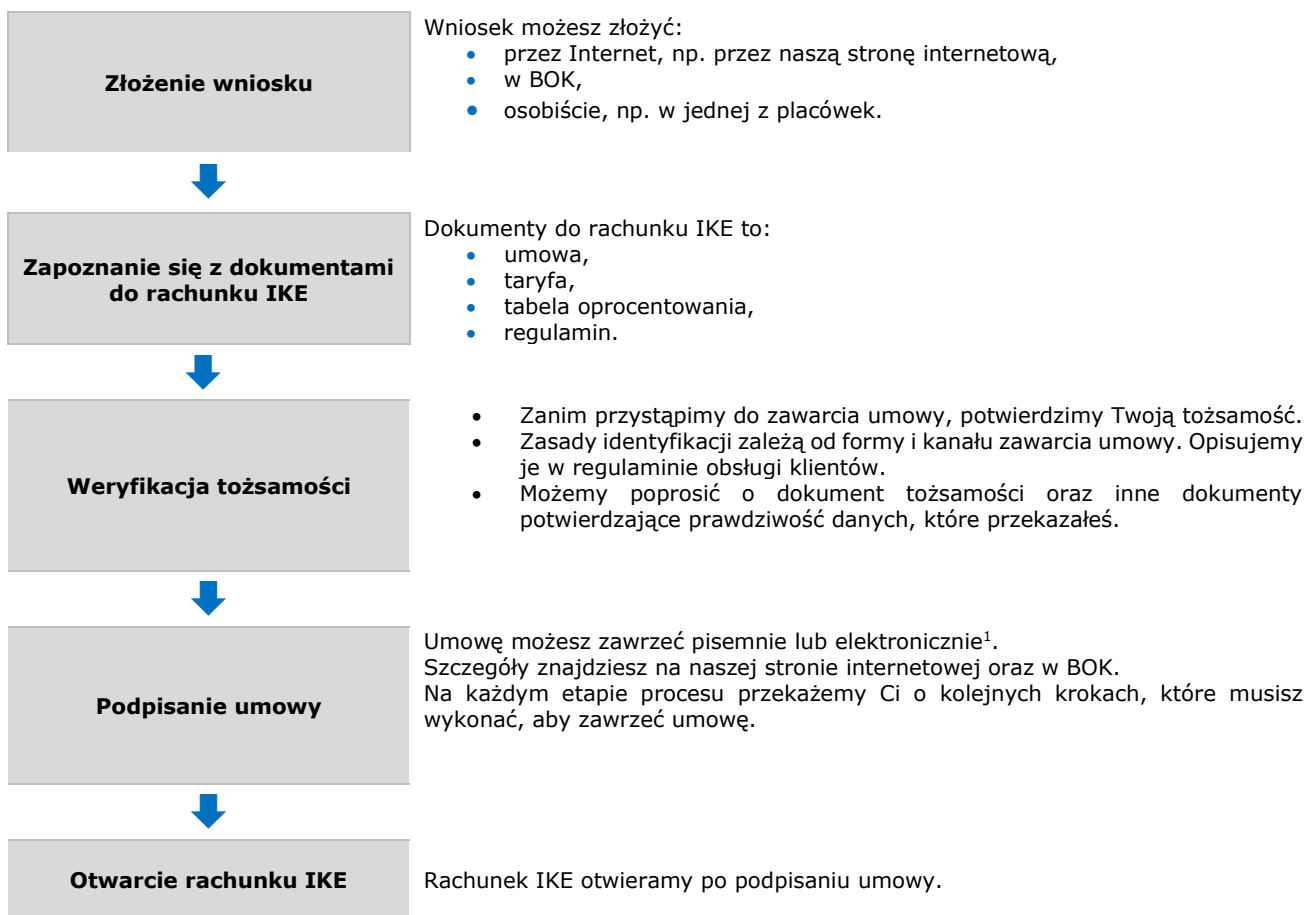 Złożenie wniosku
Wniosek możesz złożyć:
• przez Internet, np. przez naszą stronę internetową,
• w BOK,
• osobiście, np. w jednej z placówek.
Zapoznanie się z dokumentami
do rachunku IKE
Dokumenty do rachunku IKE to:
• umowa,
• taryfa,
• tabela oprocentowania,
• regulamin.
Weryfikacja tożsamości
• Zanim przystąpimy do zawarcia umowy, potwierdzimy Twoją tożsamość.
• Zasady identyfikacji zależą od formy i kanału zawarcia umowy. Opisujemy
je w regulaminie obsługi klientów.
• Możemy poprosić o dokument tożsamości oraz inne dokumenty
potwierdzające prawdziwość danych, które przekazałeś.
Podpisanie umowy
Umowę możesz zawrzeć pisemnie lub elektronicznie¹.
Szczegóły znajdziesz na naszej stronie internetowej oraz w BOK.
Na każdym etapie procesu przekażemy Ci o kolejnych krokach, które musisz
wykonać, aby zawrzeć umowę.
Otwarcie rachunku IKE
Rachunek IKE otwieramy po podpisaniu umowy.